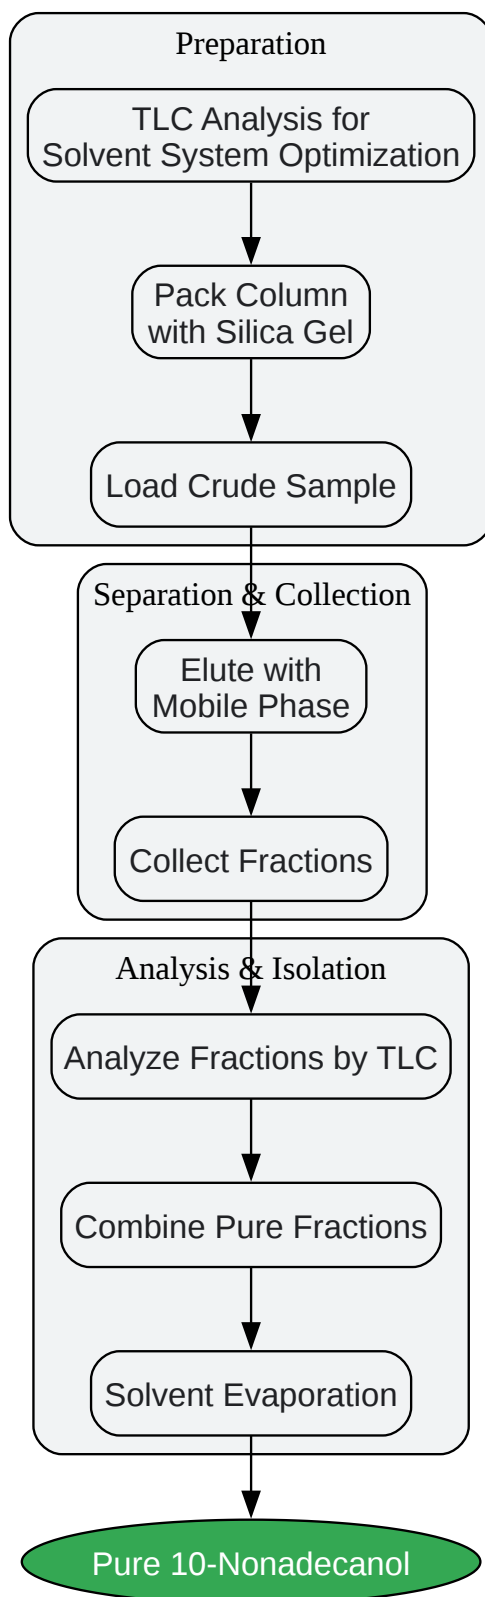 Preparation
TLC Analysis for
Solvent System Optimization
Pack Column
with Silica Gel
Load Crude Sample
Separation & Collection
Elute with
Mobile Phase
Collect Fractions
Analysis & Isolation
Analyze Fractions by TLC
Combine Pure Fractions
Solvent Evaporation
Pure 10-Nonadecanol